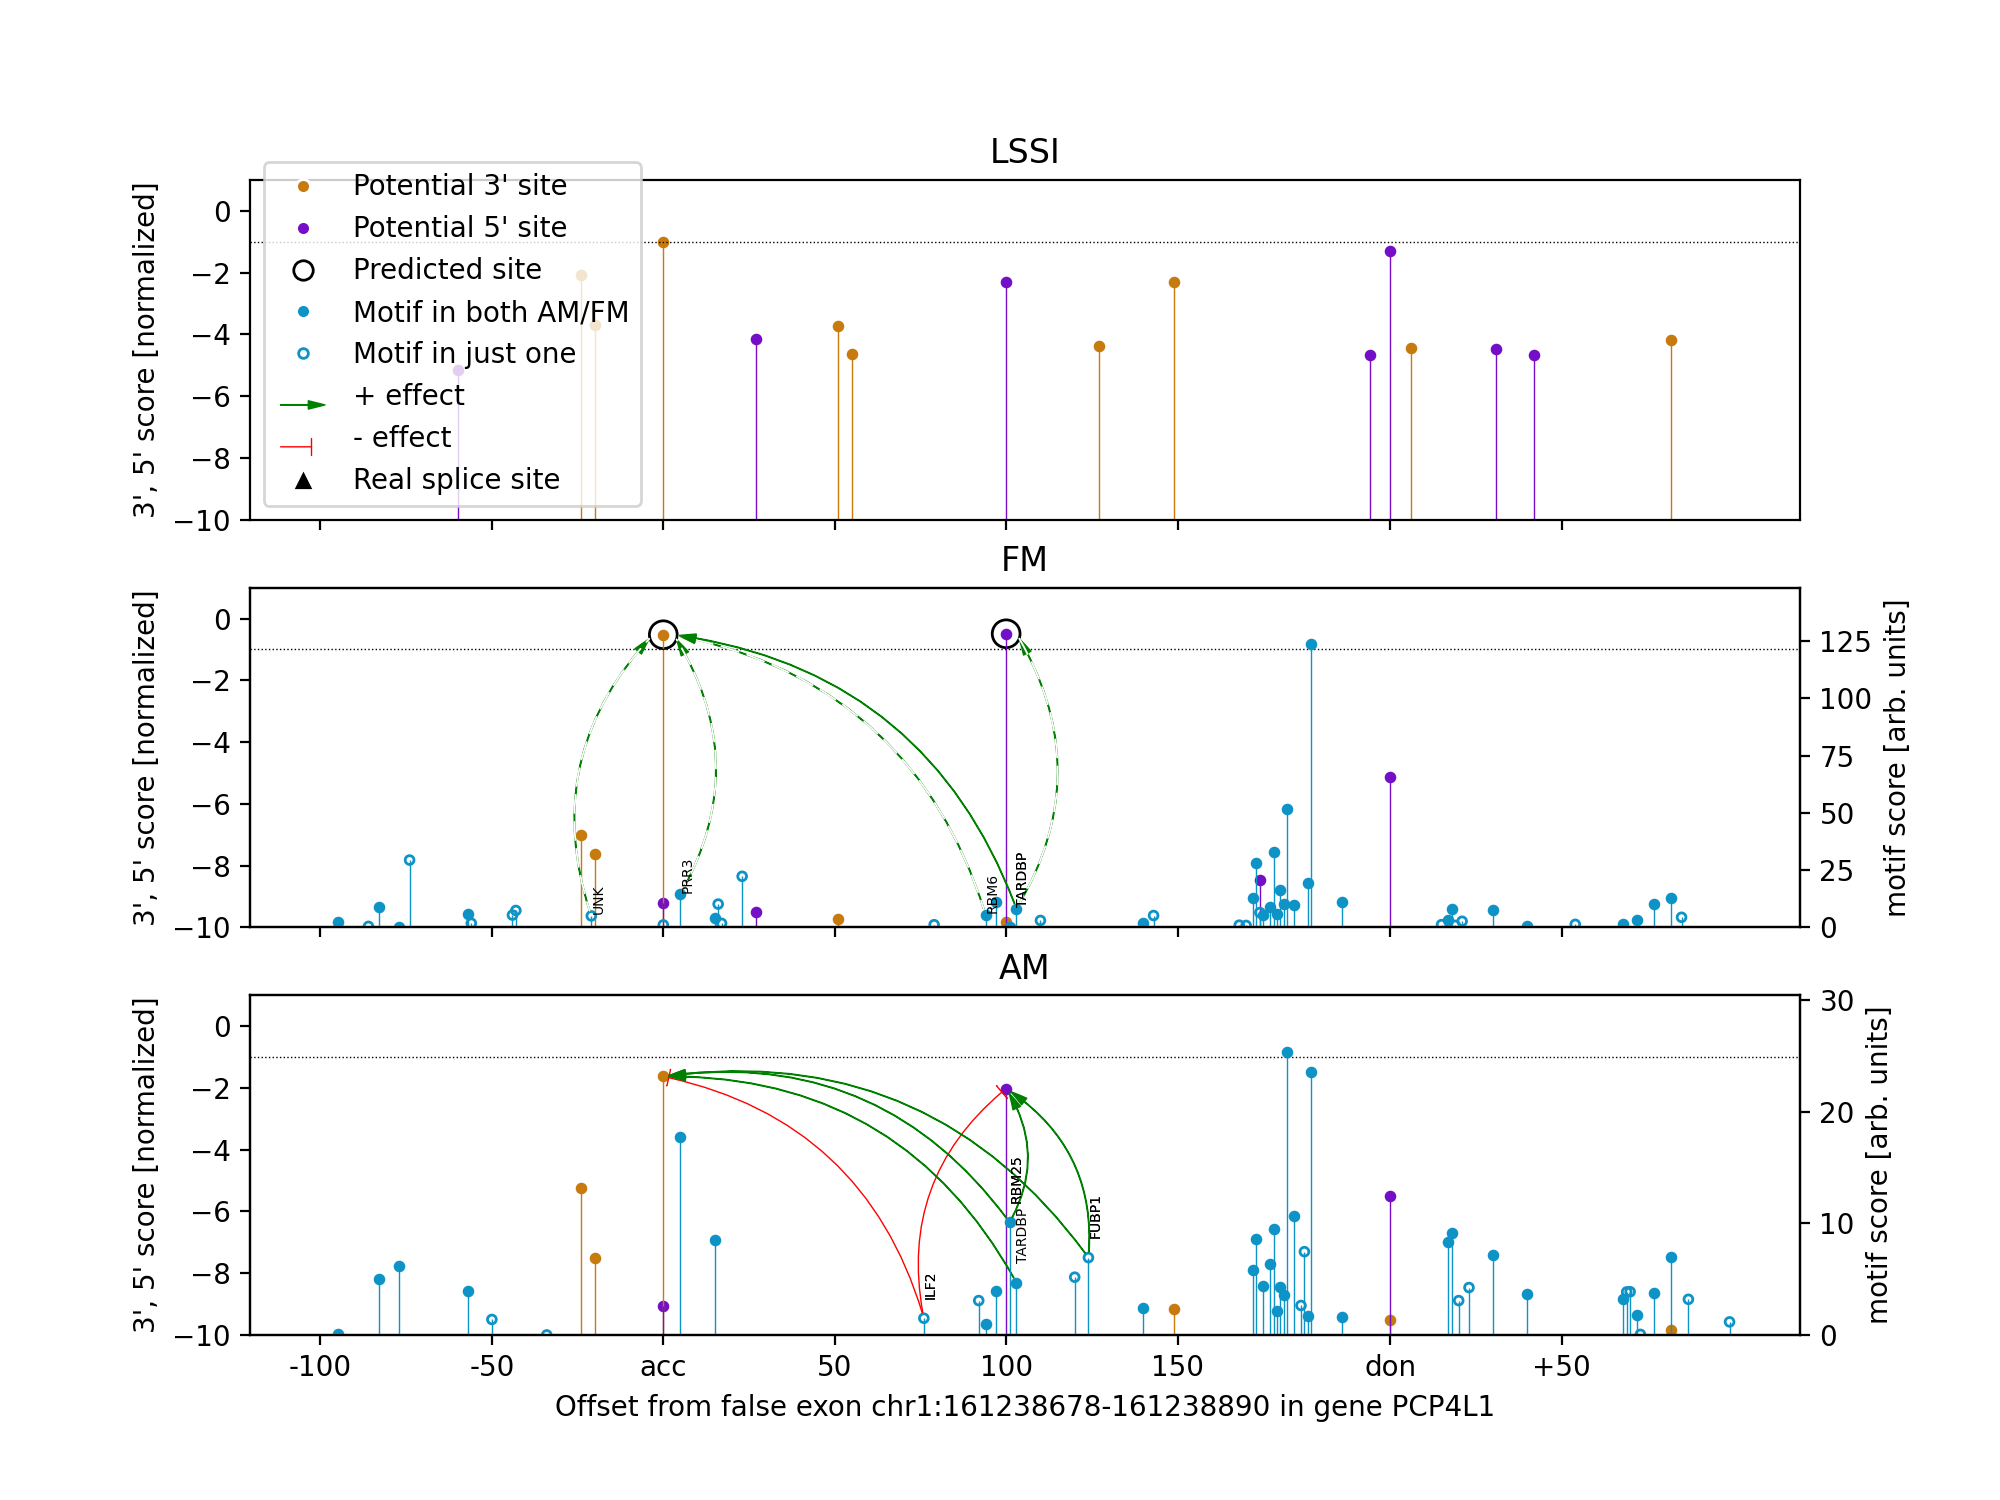 LSSI
3', 5' score [normalized]
0
−2
−4
−6
−8
−10
Potential 3' site
Potential 5' site
Predicted site
Motif in both AM/FM
Motif in just one
+ effect
- effect
Real splice site
FM
3', 5' score [normalized]
0
−2
−4
−6
−8
−10
UNK
PRR3
RBM6
TARDBP
125
100
75
50
25
0
motif score [arb. units]
AM
3', 5' score [normalized]
0
−2
−4
−6
−8
−10
ILF2
TARDBP
RBM25
FUBP1
30
20
10
0
motif score [arb. units]
-100
-50
acc
50
100
150
don
+50
Offset from false exon chr1:161238678-161238890 in gene PCP4L1